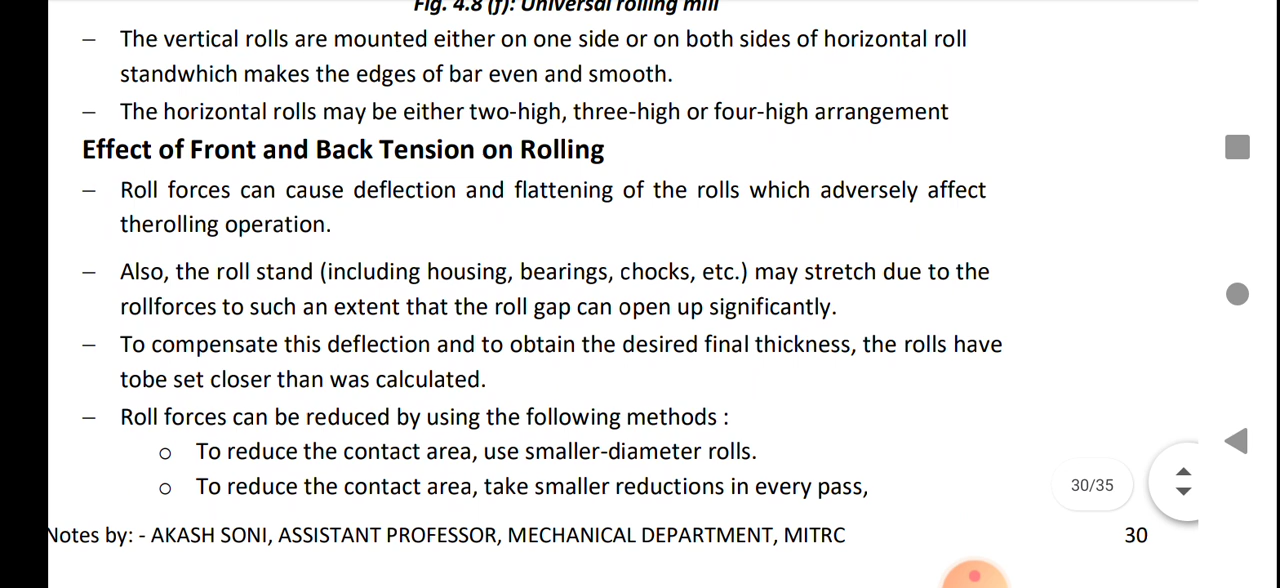 Fig. 4.8 (f): Universal rolling mill
– The vertical rolls are mounted either on one side or on both sides of horizontal roll
standwhich makes the edges of bar even and smooth.
– The horizontal rolls may be either two-high, three-high or four-high arrangement
Effect of Front and Back Tension on Rolling
– Roll forces can cause deflection and flattening of the rolls which adversely affect
therolling operation.
– Also, the roll stand (including housing, bearings, chocks, etc.) may stretch due to the
rollforces to such an extent that the roll gap can open up significantly.
– To compensate this deflection and to obtain the desired final thickness, the rolls have
tobe set closer than was calculated.
– Roll forces can be reduced by using the following methods :
o To reduce the contact area, use smaller-diameter rolls.
o To reduce the contact area, take smaller reductions in every pass,
30/35
Notes by: - AKASH SONI, ASSISTANT PROFESSOR, MECHANICAL DEPARTMENT, MITRC 30